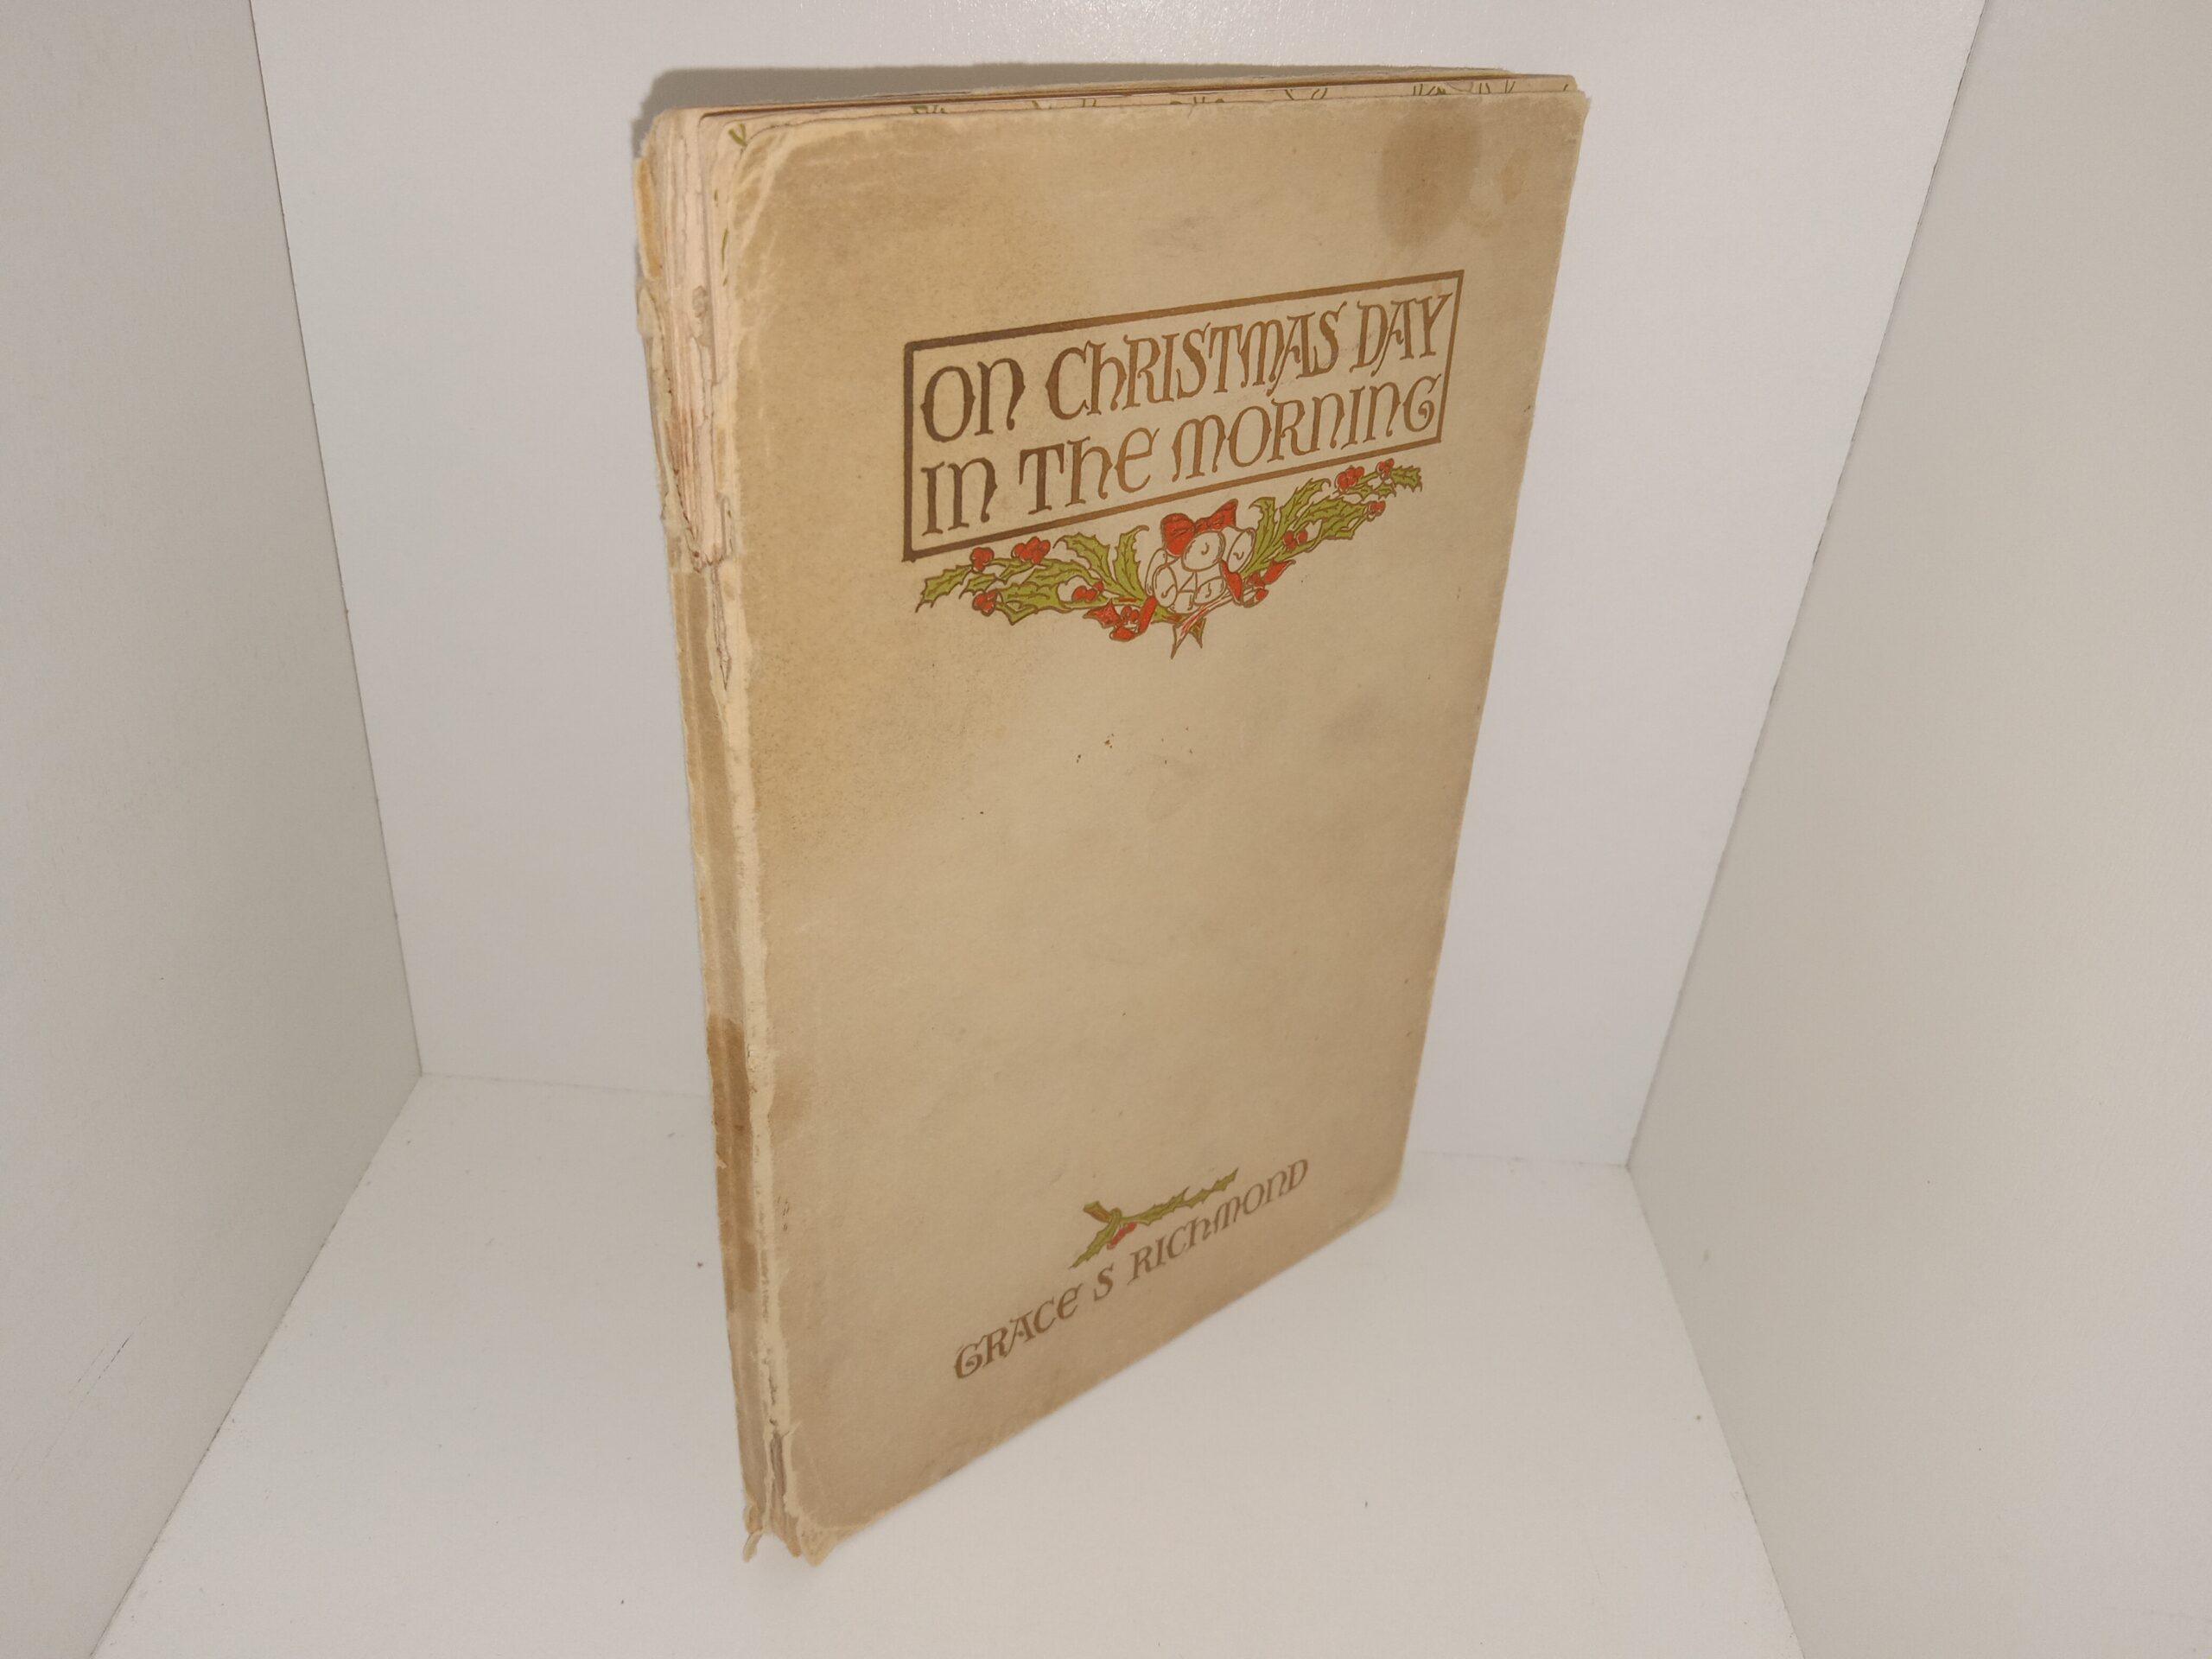 ON CHRISTMAS DAY
IN THE MORNING
GRACE S RICHMOND